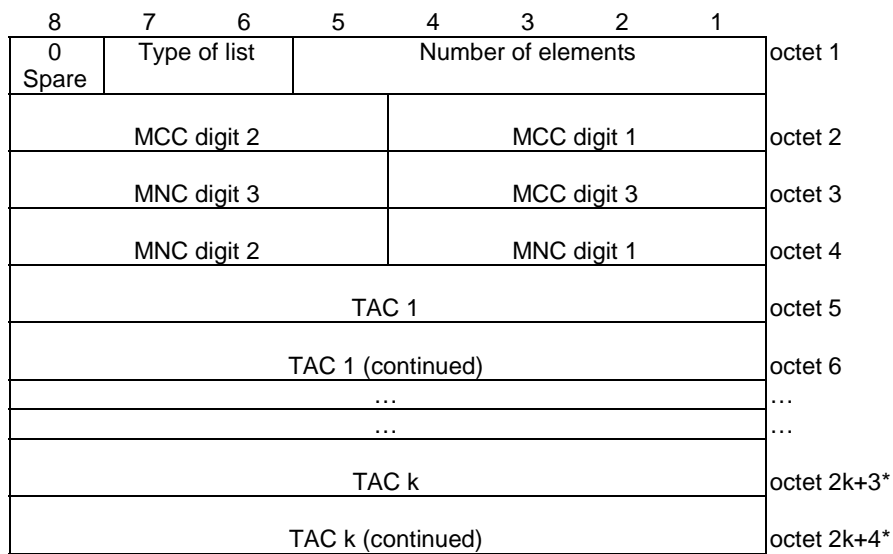 8 7 6 5 4 3 2 1
0 Type of list Number of elements octet 1
Spare
MCC digit 2 MCC digit 1 octet 2
MNC digit 3 MCC digit 3 octet 3
MNC digit 2 MNC digit 1 octet 4
TAC 1 octet 5
TAC 1 (continued) octet 6
… …
… …
TAC k octet 2k+3*
TAC k (continued) octet 2k+4*